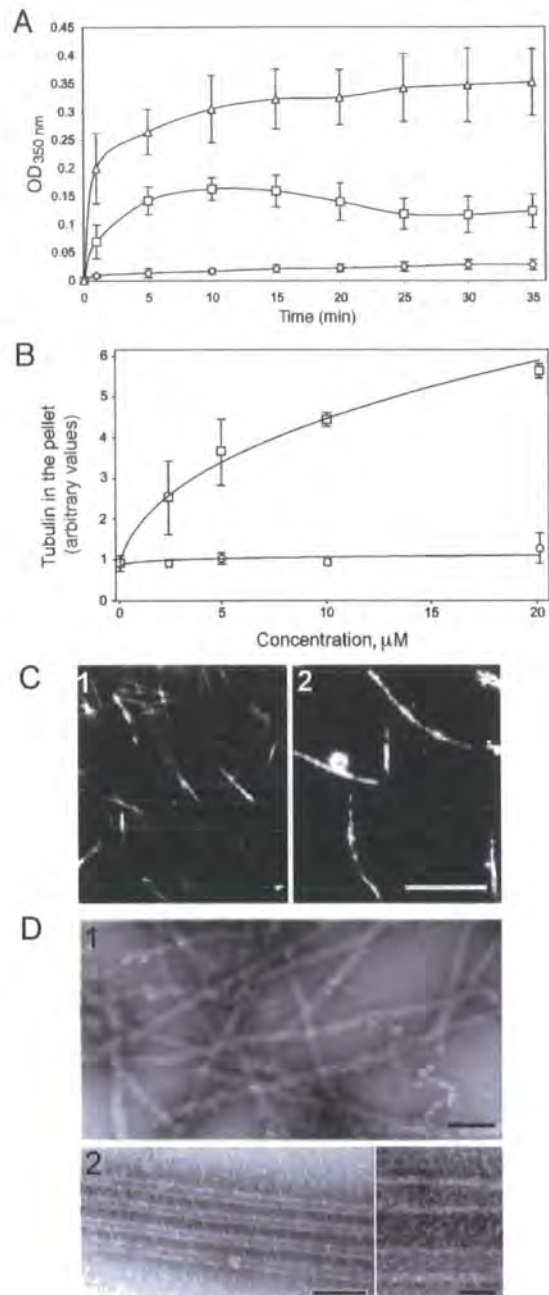 A
0.45
0.4
0.35
0.3
0.25
0.2
0.15
0.1
0.05
0
OD350 nm
0 5 10 15 20 25 30 35
Time (min)
B
6
5
4
3
2
1
0
Tubulin in the pellet
(arbitrary values)
0 5 10 15 20
Concentration, μM
C
1
2
D
1
2